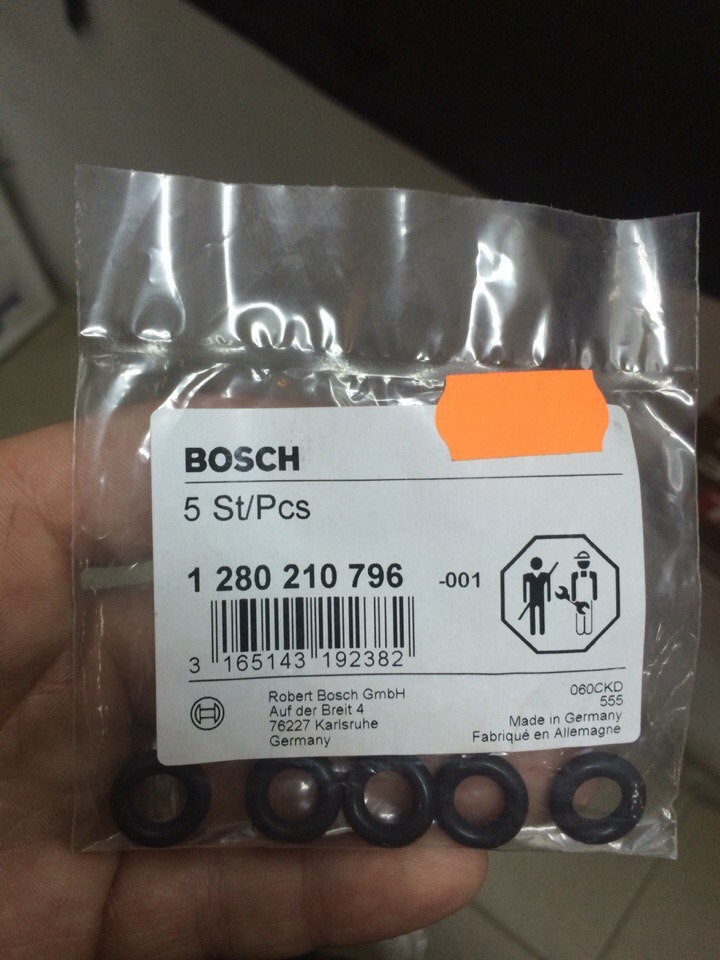 BOSCH
5 St/Pcs
1 280 210 796 -001
3 165143 192382
Robert Bosch GmbH
Auf der Breit 4
76227 Karlsruhe
Germany
060CKD
555
Made in Germany
Fabriqué en Allemagne